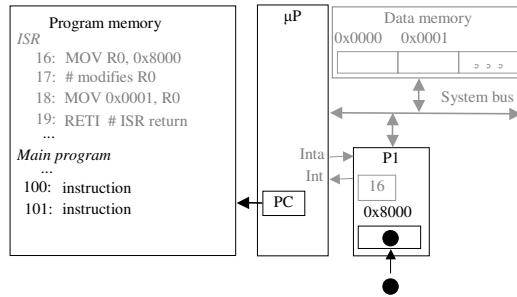 Program memory
ISR
16: MOV R0, 0x8000
17: # modifies R0
18: MOV 0x0001, R0
19: RETI # ISR return
...
Main program
...
100: instruction
101: instruction
μP
PC
Data memory
0x0000 0x0001
System bus
Inta
Int
P1
16
0x8000